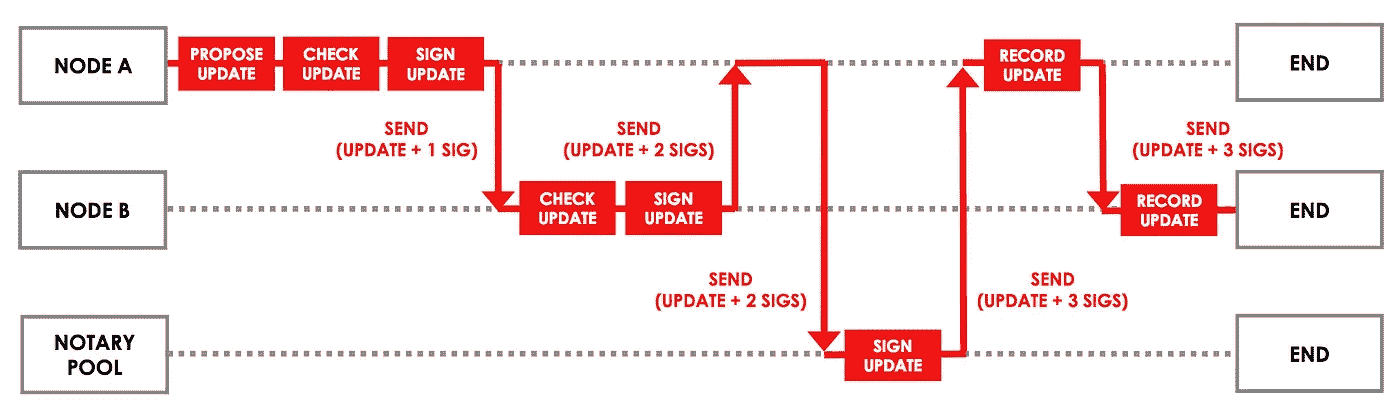 NODE A
PROPOSE
UPDATE
CHECK
UPDATE
SIGN
UPDATE
RECORD
UPDATE
END
SEND
(UPDATE + 1 SIG)
SEND
(UPDATE + 2 SIGS)
SEND
(UPDATE + 3 SIGS)
NODE B
CHECK
UPDATE
SIGN
UPDATE
RECORD
UPDATE
END
SEND
(UPDATE + 2 SIGS)
SEND
(UPDATE + 3 SIGS)
NOTARY
POOL
SIGN
UPDATE
END